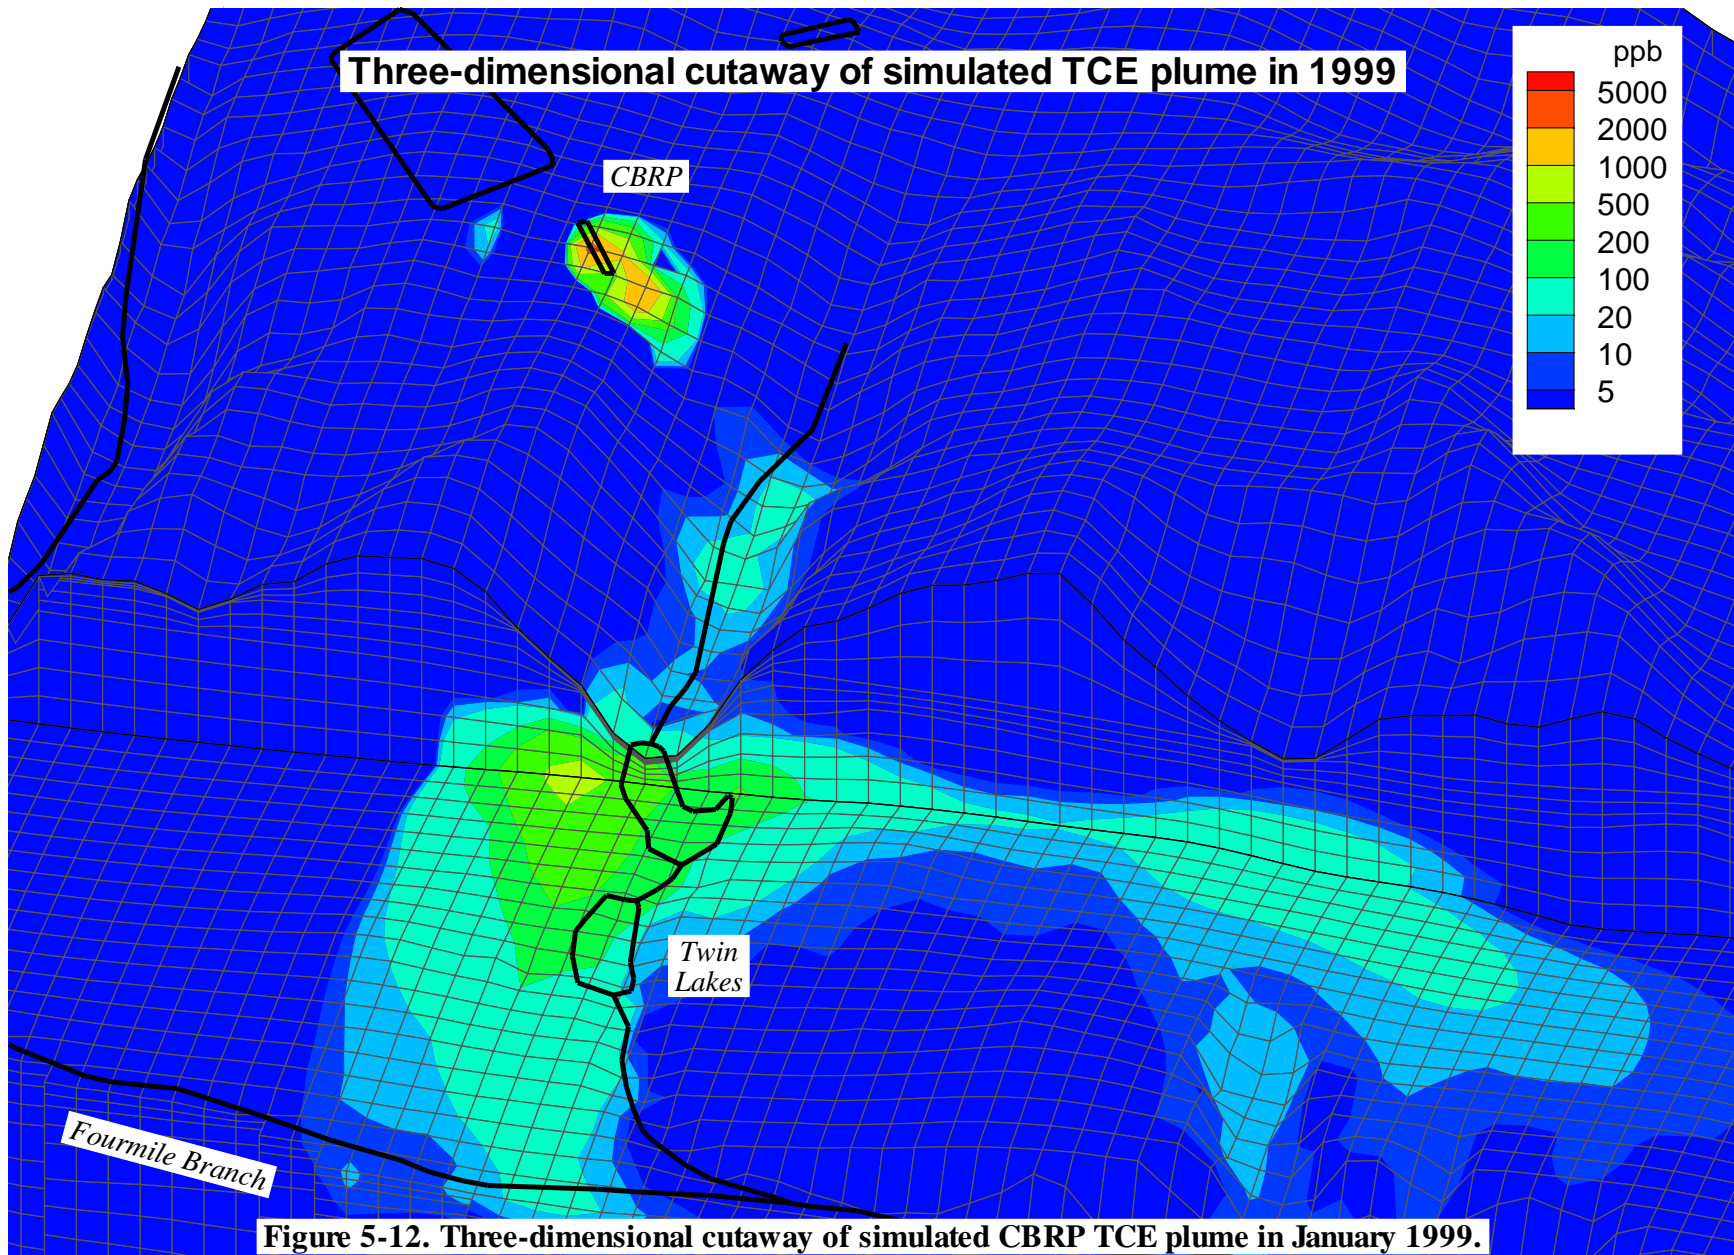 Three-dimensional cutaway of simulated TCE plume in 1999
ppb
5000
2000
1000
500
200
100
20
10
5
CBRP
Twin
Lakes
Fourmile Branch
Figure 5-12. Three-dimensional cutaway of simulated CBRP TCE plume in January 1999.